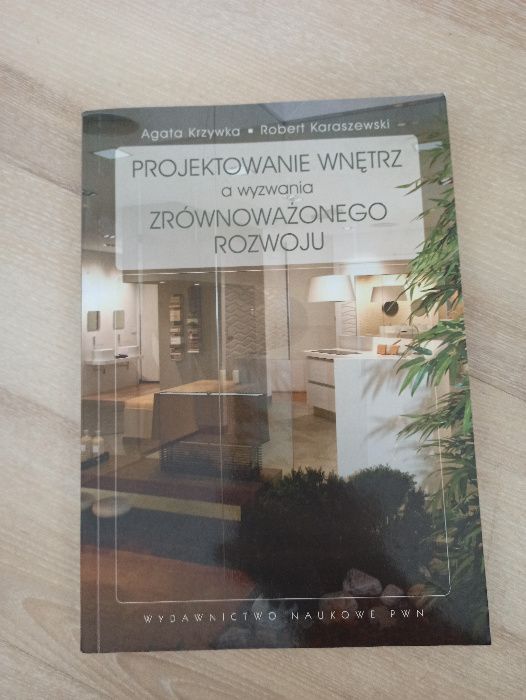 Agata Krzywka ▪ Robert Karaszewski
PROJEKTOWANIE WNĘTRZ
a wyzwania
ZRÓWNOWAŻONEGO
ROZWOJU
WYDAWNICTWO NAUKOWE PWN